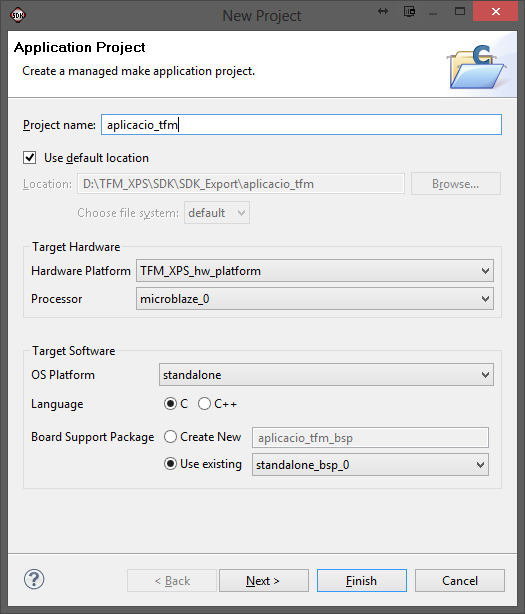 SDK
New Project
Application Project
Create a managed make application project.
C
Project name: aplicacio_tfm
Use default location
Location: D:\TFM_XPS\SDK\SDK_Export\aplicacio_tfm Browse...
Choose file system: default
Target Hardware
Hardware Platform TFM_XPS_hw_platform
Processor microblaze_0
Target Software
OS Platform standalone
Language C C++
Board Support Package Create New aplicacio_tfm_bsp
Use existing standalone_bsp_0
? < Back Next > Finish Cancel